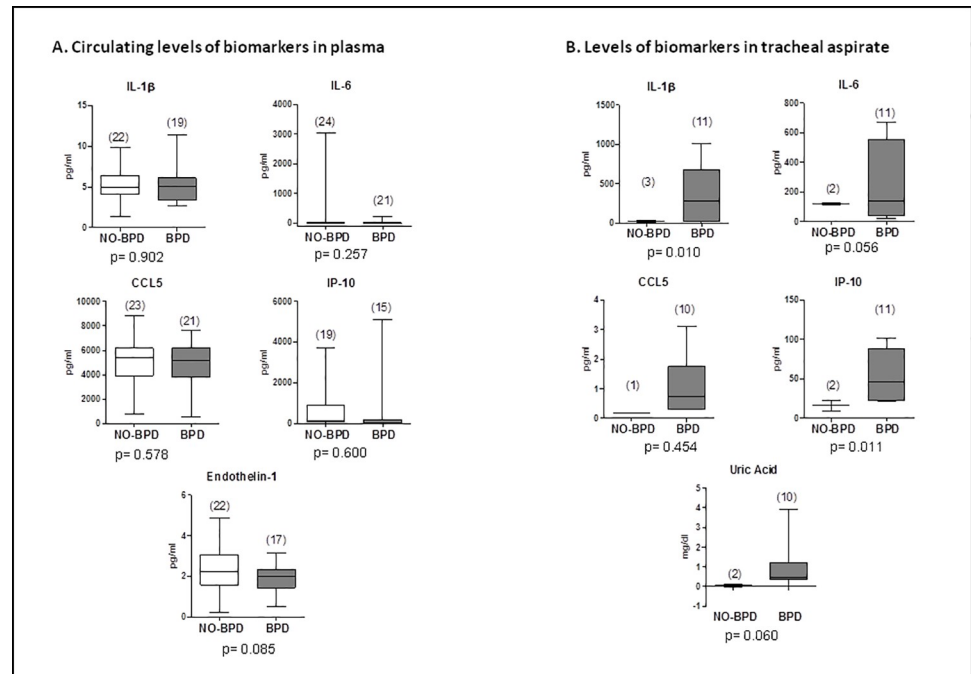 A. Circulating levels of biomarkers in plasma
IL-1β
15
10
5
0
pg/ml
(22)
(19)
NO-BPD BPD
p= 0.902
IL-6
4000
3000
2000
1000
0
pg/ml
(24)
(21)
NO-BPD BPD
p= 0.257
CCL5
10000
8000
6000
4000
2000
0
pg/ml
(23)
(21)
NO-BPD BPD
p= 0.578
IP-10
6000
4000
2000
0
pg/ml
(19)
(15)
NO-BPD BPD
p= 0.600
Endothelin-1
6
4
2
0
pg/ml
(22)
(17)
NO-BPD BPD
p= 0.085
B. Levels of biomarkers in tracheal aspirate
IL-1β
1500
1000
500
0
pg/ml
(3)
(11)
NO-BPD BPD
p= 0.010
IL-6
800
600
400
200
0
pg/ml
(2)
(11)
NO-BPD BPD
p= 0.056
CCL5
4
3
2
1
0
pg/ml
(1)
(10)
NO-BPD BPD
p= 0.454
IP-10
150
100
50
0
pg/ml
(2)
(11)
NO-BPD BPD
p= 0.011
Uric Acid
5
4
3
2
1
0
-1
mg/dl
(2)
(10)
NO-BPD BPD
p= 0.060